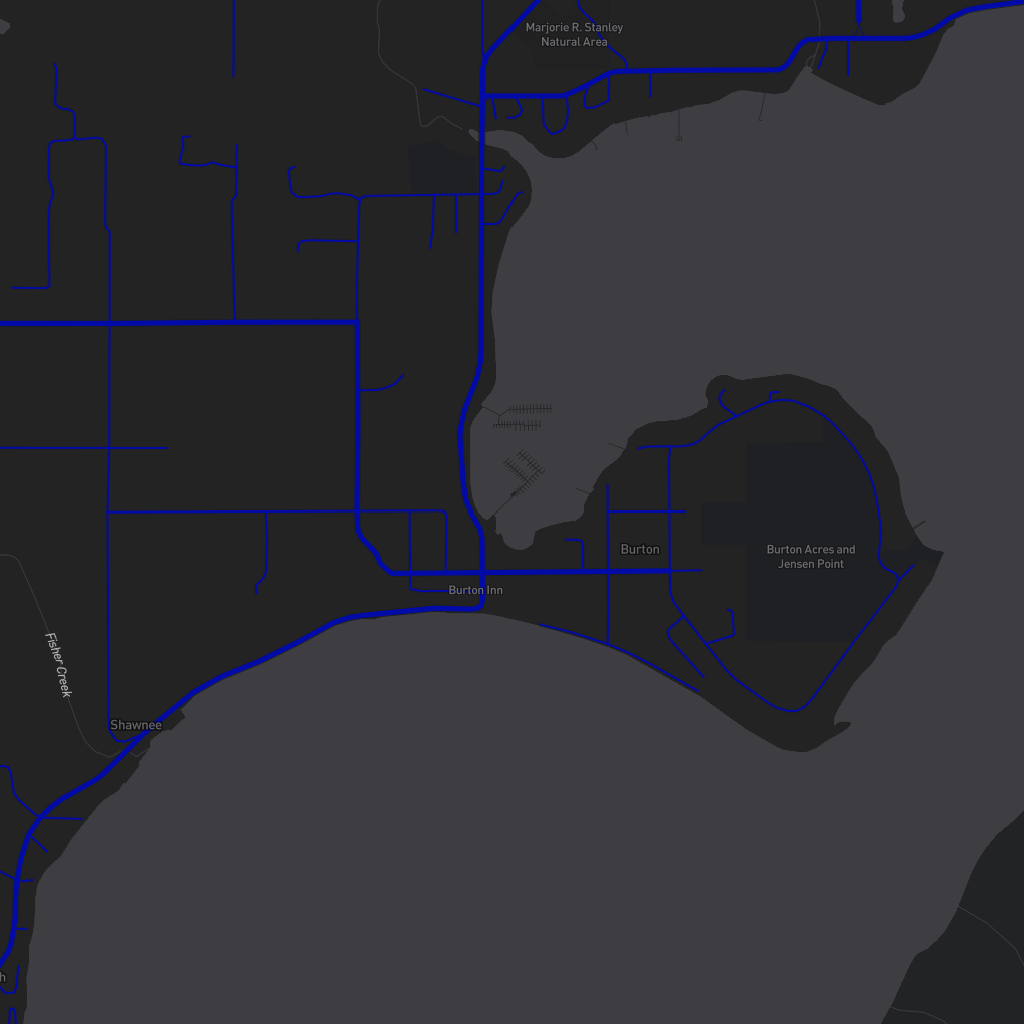 Marjorie R. Stanley
Natural Area
Burton
Burton Acres and
Jensen Point
Burton Inn
Fisher Creek
Shawnee
h